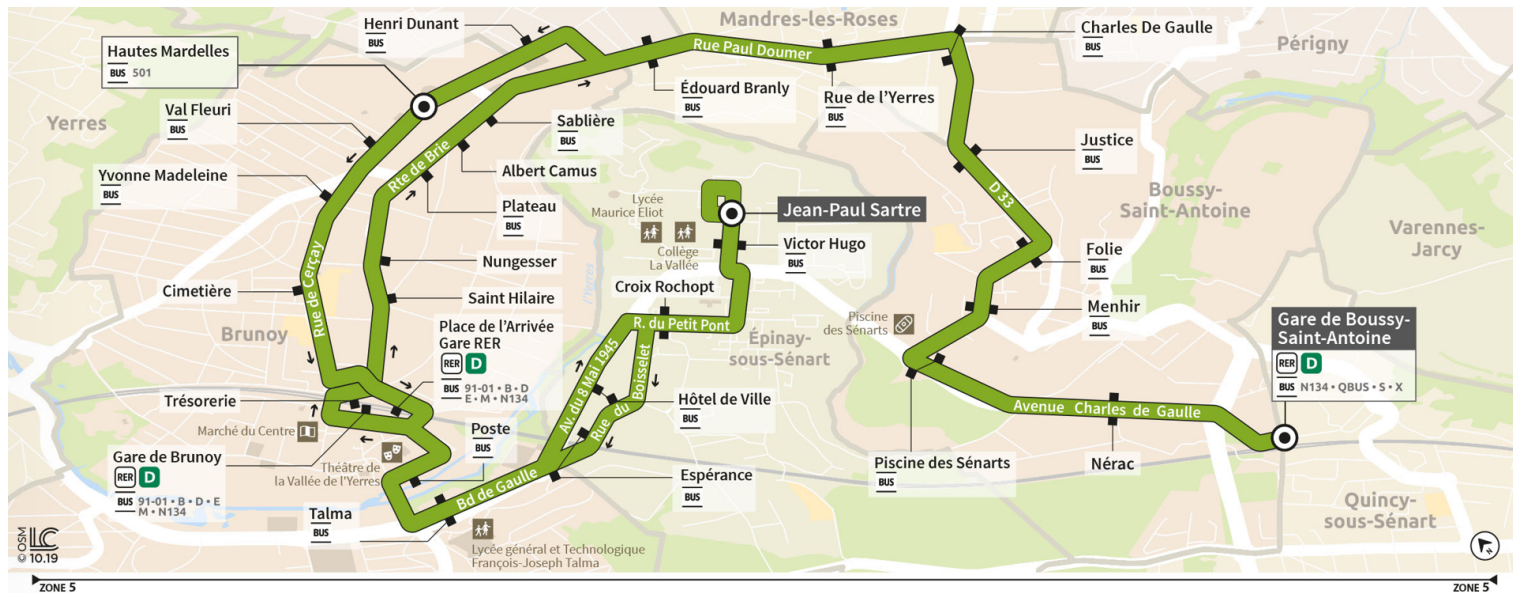 Henri Dunant
BUS
Mandres-les-Roses
Charles De Gaulle
BUS
Périgny
Hautes Mardelles
BUS 501
Rue Paul Doumer
Édouard Branly
BUS
Rue de l'Yerres
BUS
Val Fleuri
BUS
Yerres
Sablière
BUS
Justice
BUS
Rte de Brie
Albert Camus
Yvonne Madeleine
BUS
Plateau
BUS
Lycée
Maurice Eliot
Jean-Paul Sartre
D 33
Boussy-
Saint-Antoine
Varennes-
Jarcy
Collège
La Vallée
Victor Hugo
BUS
Folie
BUS
Nungesser
l'Yerres
Rue de Cerçay
Cimetière
Saint Hilaire
Croix Rochopt
Menhir
BUS
Brunoy
Place de l'Arrivée
Gare RER
RER D
BUS 91-01 • B • D
E • M • N134
R. du Petit Pont
Épinay-
sous-Sénart
Piscine
des Sénarts
Gare de Boussy-
Saint-Antoine
RER D
BUS N134 • QBUS • S • X
Av. du 8 Mai 1945
Rue du Boisselet
Trésorerie
Marché du Centre
Hôtel de Ville
BUS
Avenue Charles de Gaulle
Poste
BUS
Gare de Brunoy
RER D
BUS 91-01 • B • D • E
M • N134
Théâtre de
la Vallée de l'Yerres
Bd de Gaulle
Espérance
BUS
Piscine des Sénarts
BUS
Nérac
Talma
BUS
Quincy-
sous-Sénart
Lycée général et Technologique
François-Joseph Talma
© OSM
LC
10.19
N
ZONE 5
ZONE 5